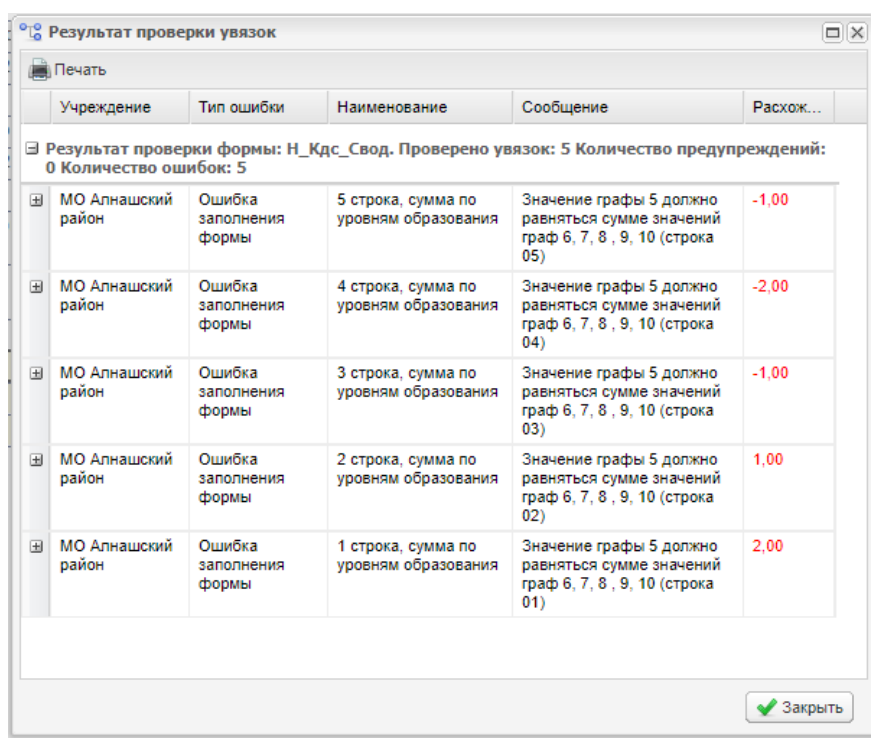 Результат проверки увязок
Печать
Учреждение Тип ошибки Наименование Сообщение Расхож...
Результат проверки формы: Н_Кдс_Свод. Проверено увязок: 5 Количество предупреждений:
0 Количество ошибок: 5
МО Алнашский Ошибка 5 строка, сумма по Значение графы 5 должно -1,00
район заполнения уровням образования равняться сумме значений
формы граф 6, 7, 8 , 9, 10 (строка
05)
МО Алнашский Ошибка 4 строка, сумма по Значение графы 5 должно -2,00
район заполнения уровням образования равняться сумме значений
формы граф 6, 7, 8 , 9, 10 (строка
04)
МО Алнашский Ошибка 3 строка, сумма по Значение графы 5 должно -1,00
район заполнения уровням образования равняться сумме значений
формы граф 6, 7, 8 , 9, 10 (строка
03)
МО Алнашский Ошибка 2 строка, сумма по Значение графы 5 должно 1,00
район заполнения уровням образования равняться сумме значений
формы граф 6, 7, 8 , 9, 10 (строка
02)
МО Алнашский Ошибка 1 строка, сумма по Значение графы 5 должно 2,00
район заполнения уровням образования равняться сумме значений
формы граф 6, 7, 8 , 9, 10 (строка
01)
Закрыть